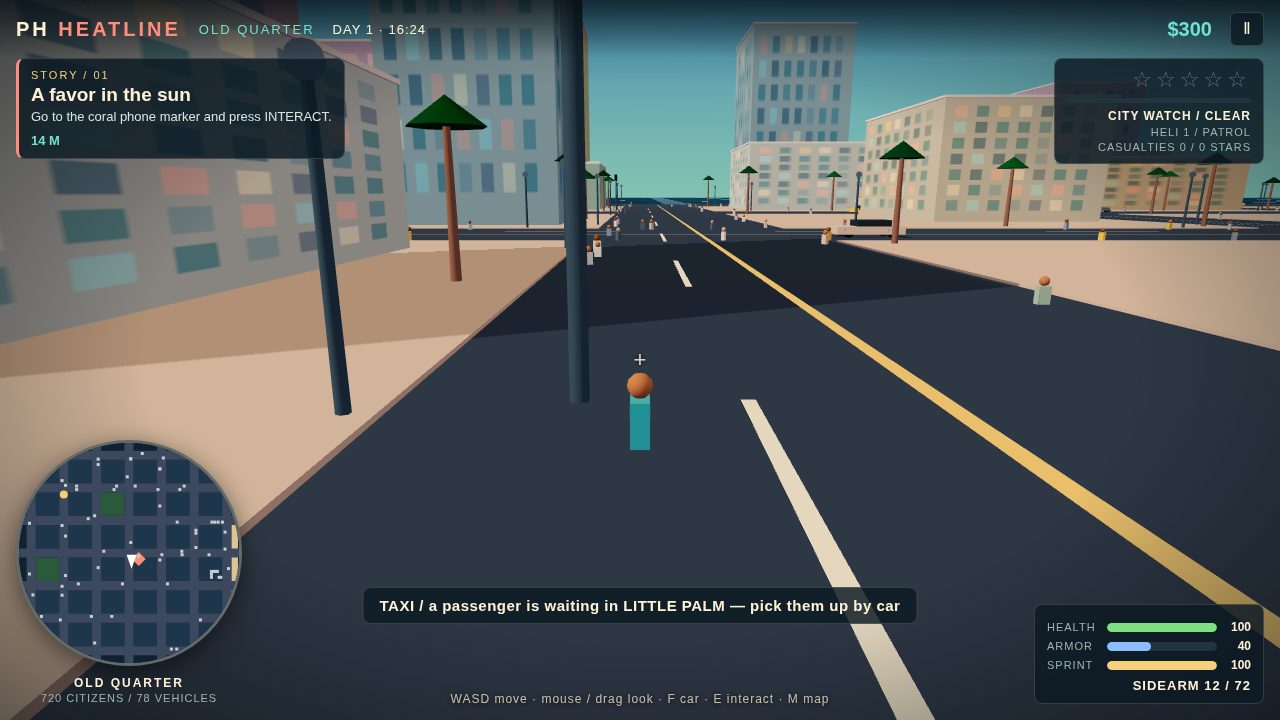 PH HEATLINE OLD QUARTER DAY 1 · 16:24
$300
STORY / 01
A favor in the sun
Go to the coral phone marker and press INTERACT.
14 M
☆☆☆☆☆
CITY WATCH / CLEAR
HELI 1 / PATROL
CASUALTIES 0 / 0 STARS
TAXI / a passenger is waiting in LITTLE PALM — pick them up by car
OLD QUARTER
720 CITIZENS / 78 VEHICLES
WASD move · mouse / drag look · F car · E interact · M map
HEALTH 100
ARMOR 40
SPRINT 100
SIDEARM 12 / 72